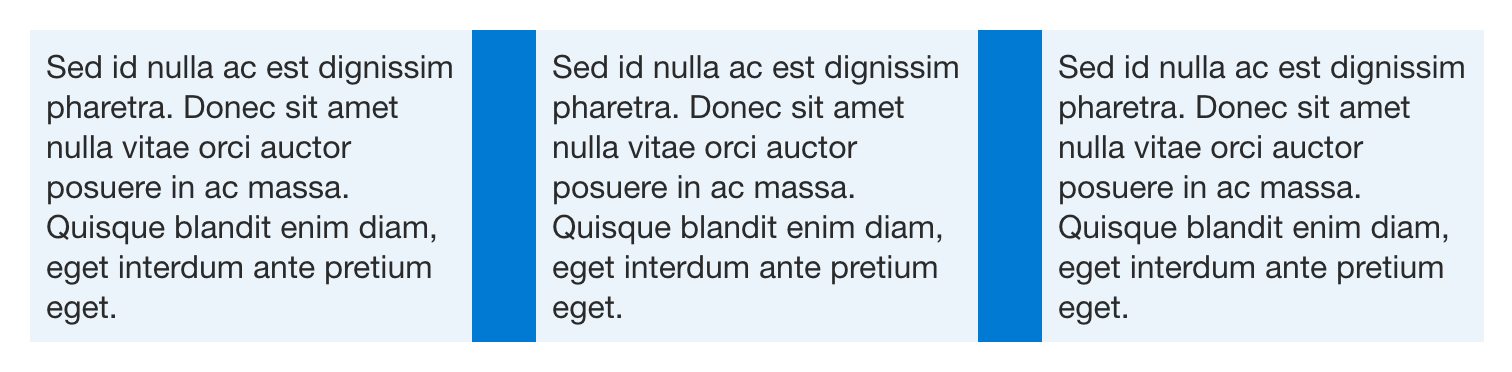 Sed id nulla ac est dignissim
pharetra. Donec sit amet
nulla vitae orci auctor
posuere in ac massa.
Quisque blandit enim diam,
eget interdum ante pretium
eget.
Sed id nulla ac est dignissim
pharetra. Donec sit amet
nulla vitae orci auctor
posuere in ac massa.
Quisque blandit enim diam,
eget interdum ante pretium
eget.
Sed id nulla ac est dignissim
pharetra. Donec sit amet
nulla vitae orci auctor
posuere in ac massa.
Quisque blandit enim diam,
eget interdum ante pretium
eget.